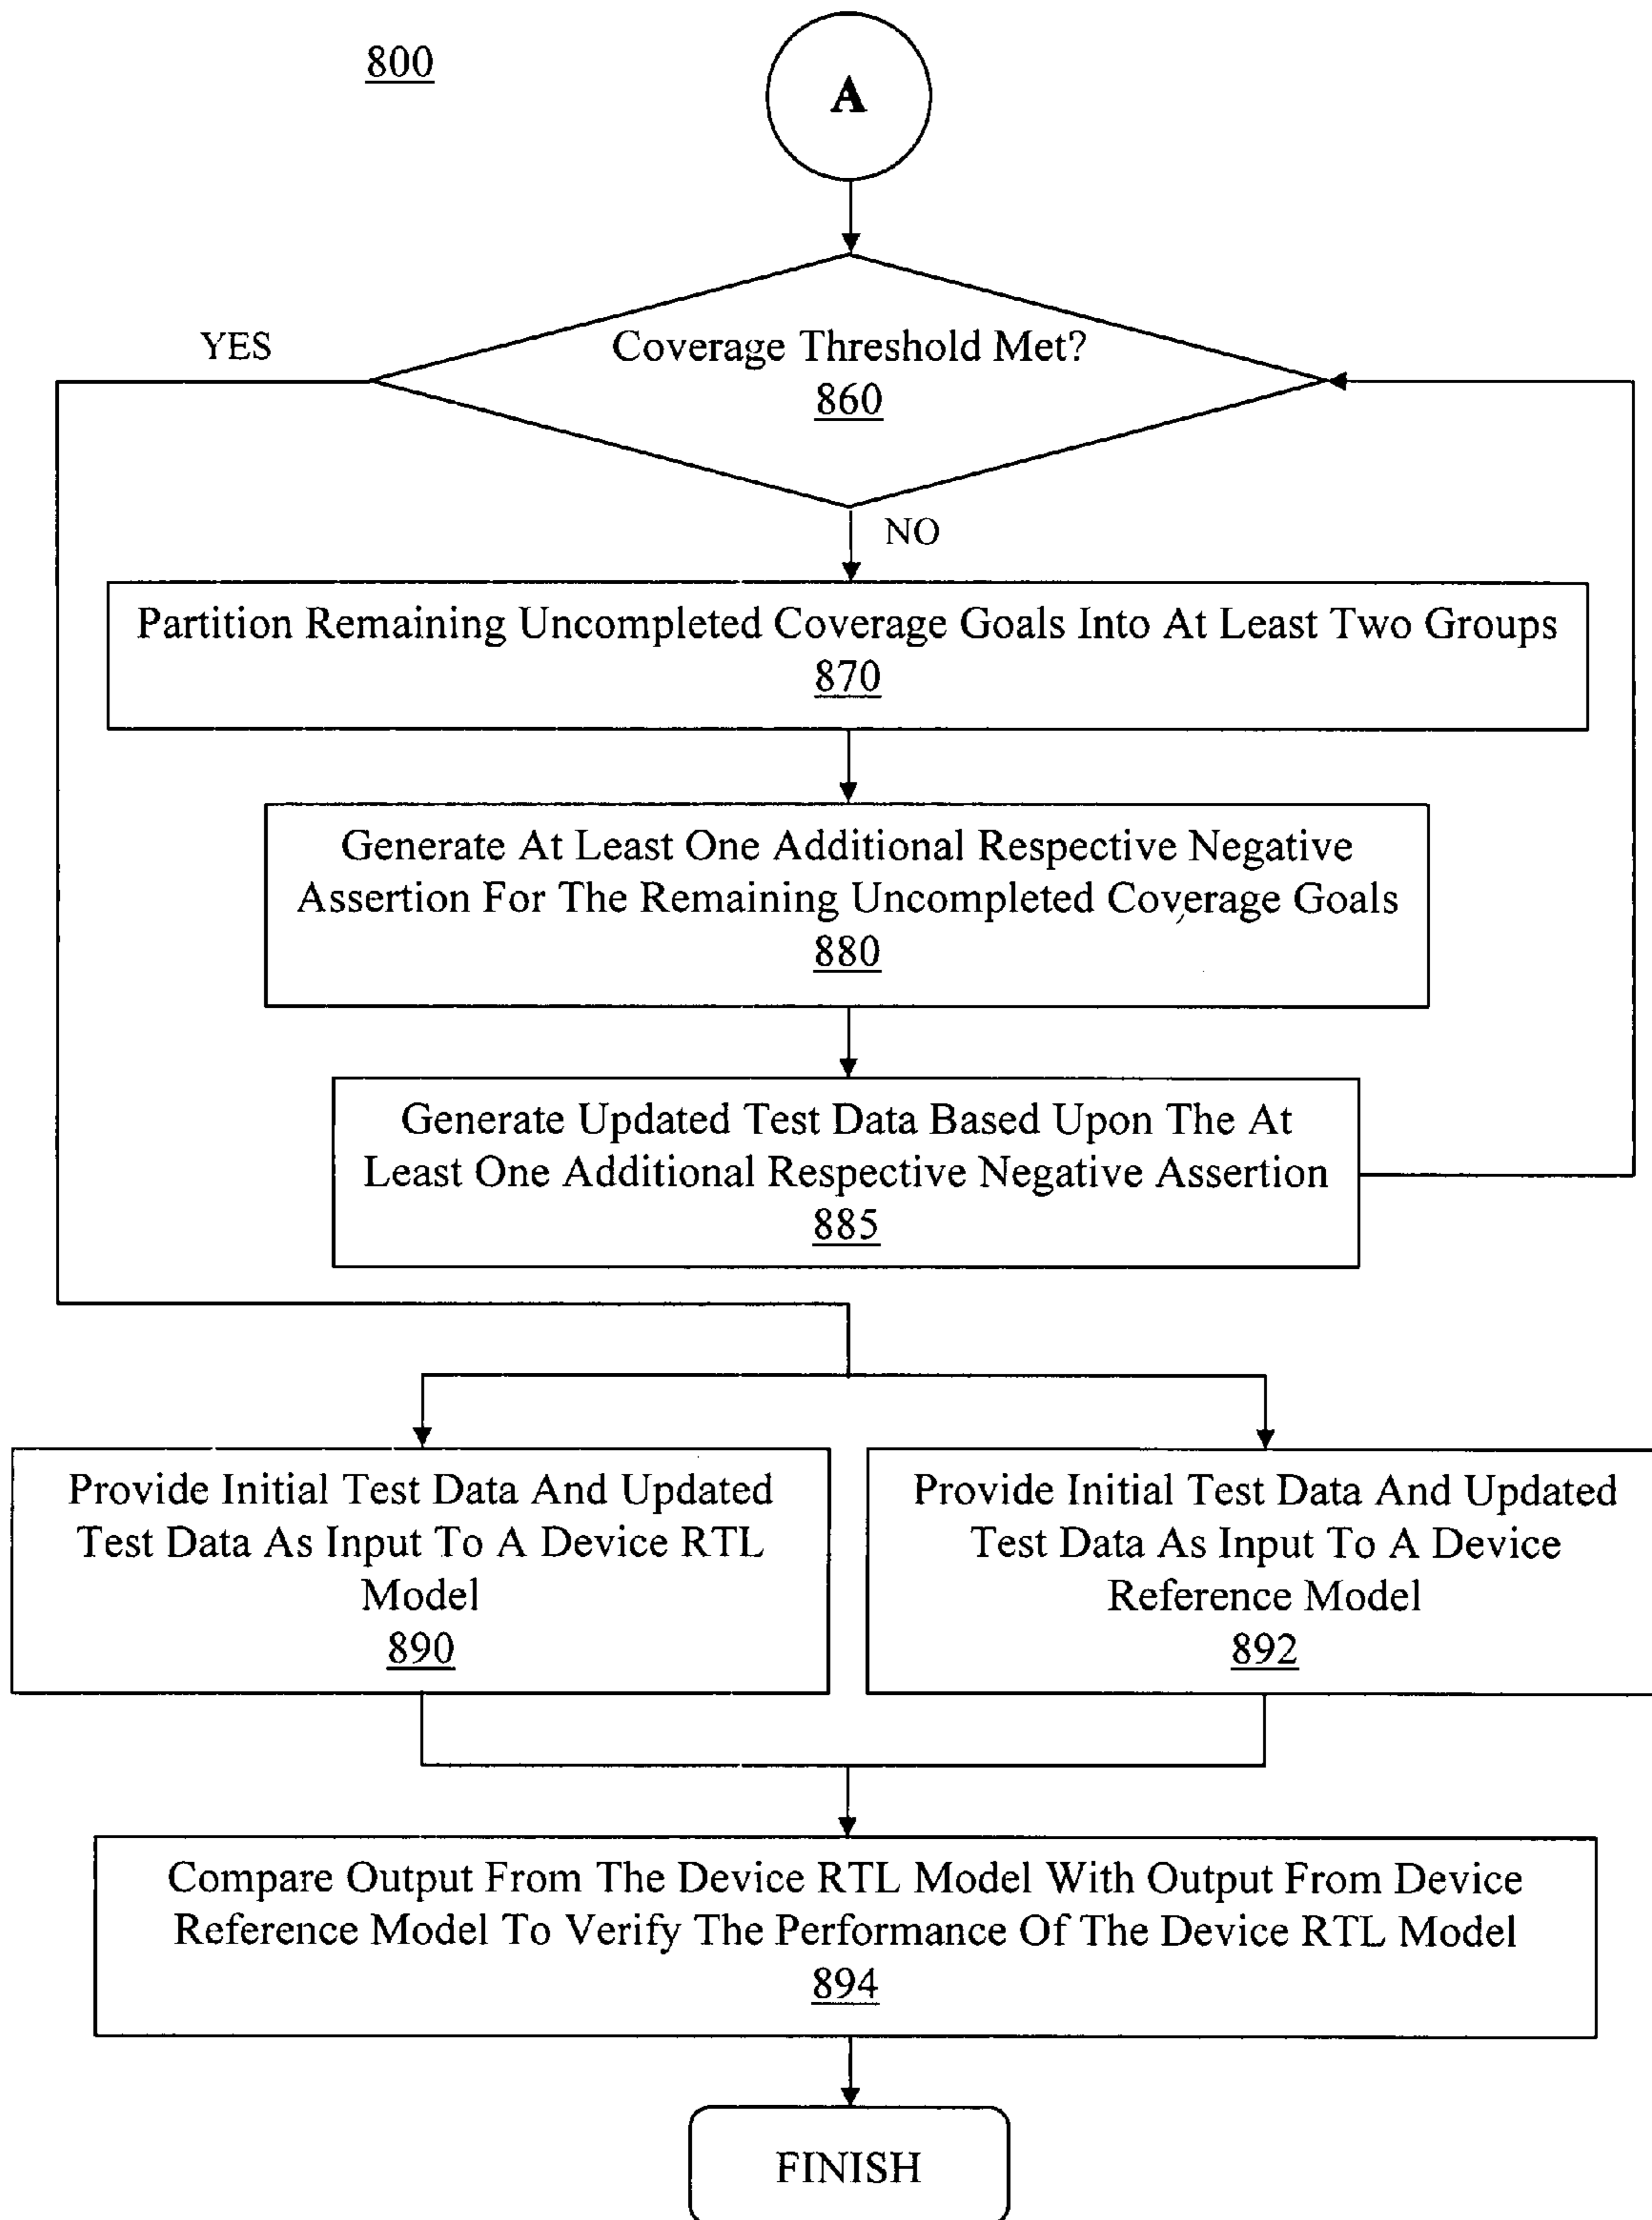 800
A
Coverage Threshold Met?
860
YES
NO
Partition Remaining Uncompleted Coverage Goals Into At Least Two Groups
870
Generate At Least One Additional Respective Negative
Assertion For The Remaining Uncompleted Coverage Goals
880
Generate Updated Test Data Based Upon The At
Least One Additional Respective Negative Assertion
885
Provide Initial Test Data And Updated
Test Data As Input To A Device RTL
Model
890
Provide Initial Test Data And Updated
Test Data As Input To A Device
Reference Model
892
Compare Output From The Device RTL Model With Output From Device
Reference Model To Verify The Performance Of The Device RTL Model
894
FINISH